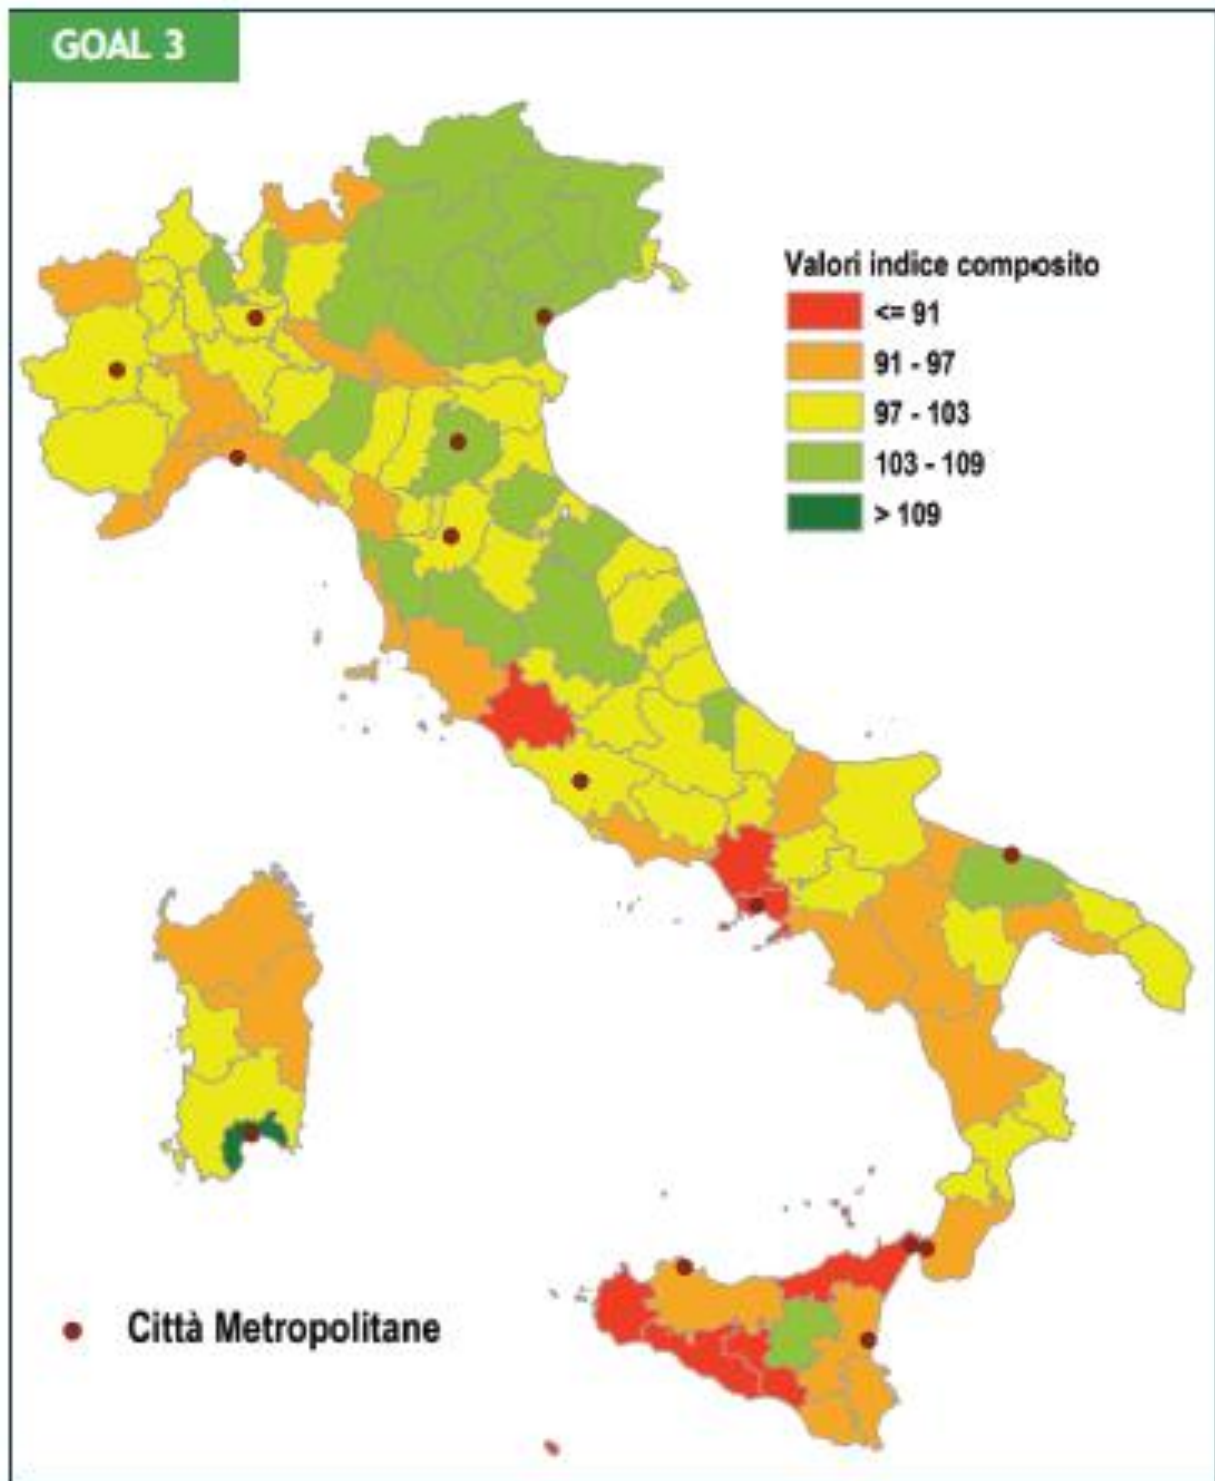 GOAL 3
Valori indice composito
<= 91
91 - 97
97 - 103
103 - 109
> 109
Città Metropolitane